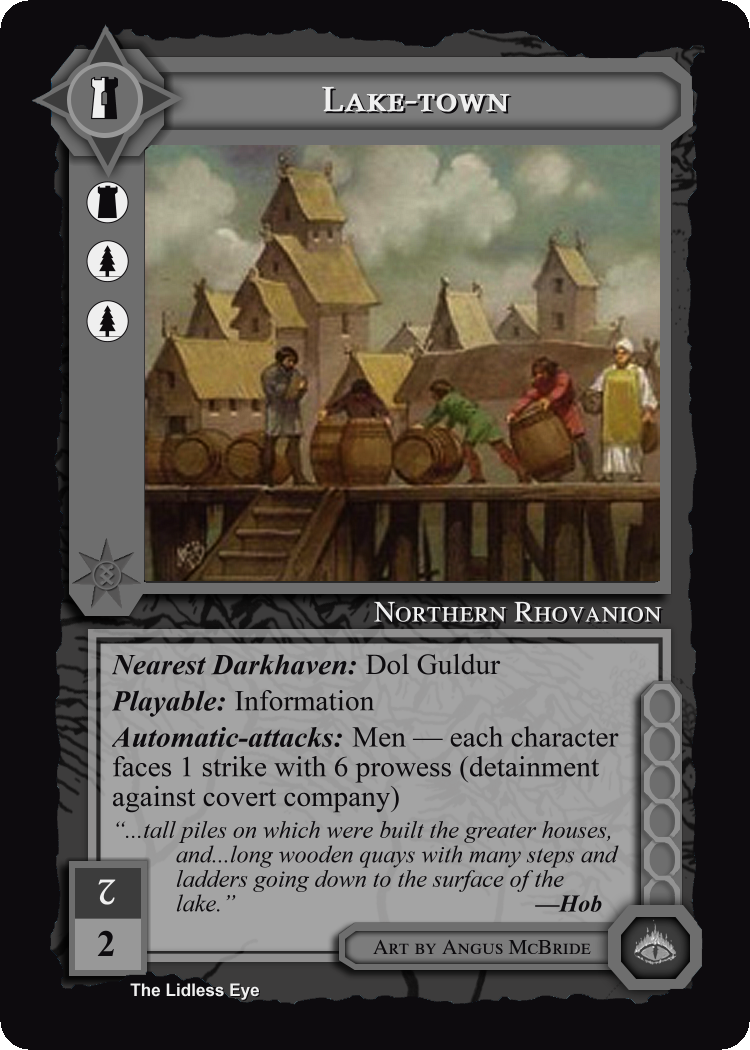 Lake-town
Northern Rhovanion
Nearest Darkhaven: Dol Guldur
Playable: Information
Automatic-attacks: Men — each character
faces 1 strike with 6 prowess (detainment
against covert company)
“...tall piles on which were built the greater houses,
and...long wooden quays with many steps and
ladders going down to the surface of the
lake.” —Hob
2
2
Art by Angus McBride
The Lidless Eye